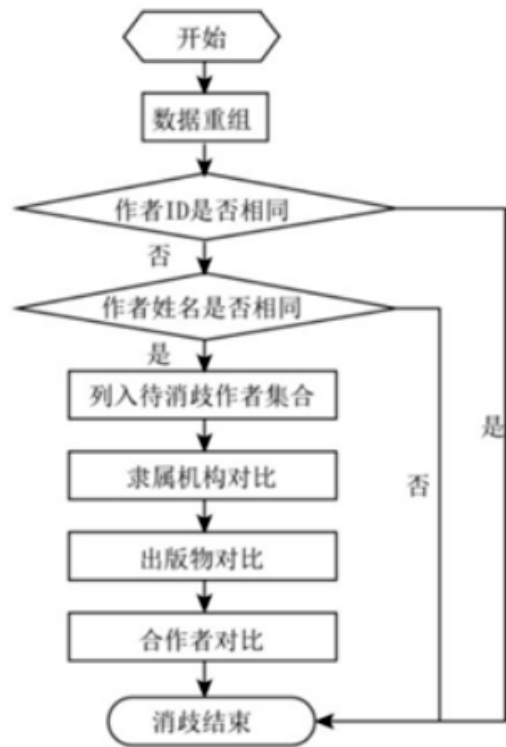 开始
数据重组
作者ID是否相同
否
作者姓名是否相同
是
列入待消歧作者集合
是
隶属机构对比
否
出版物对比
合作者对比
消歧结束